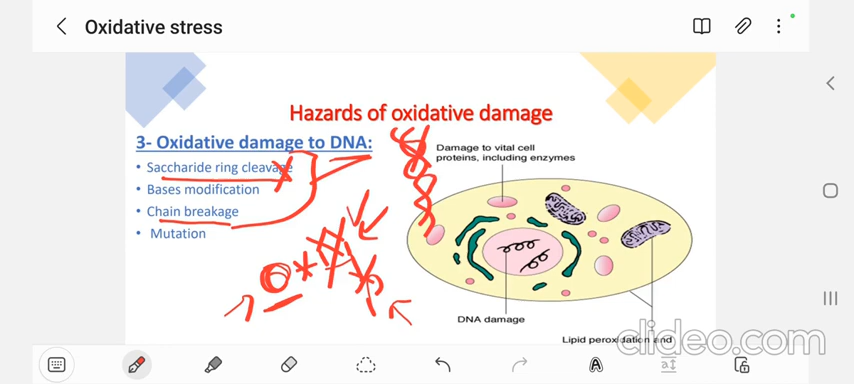 Oxidative stress
Hazards of oxidative damage
3- Oxidative damage to DNA:
• Saccharide ring cleavage
• Bases modification
• Chain breakage
• Mutation
Damage to vital cell
proteins, including enzymes
DNA damage
Lipid peroxidation and
clideo.com
A
a